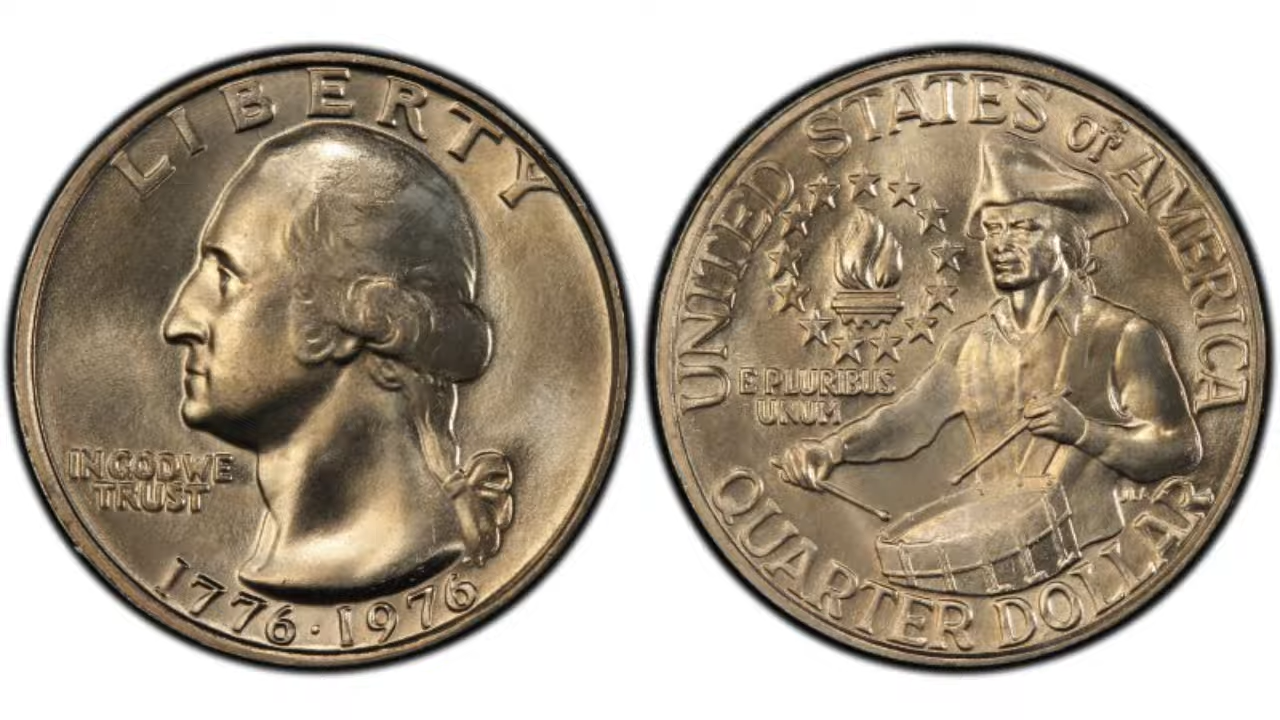 LIBERTY
IN GOD WE
TRUST
1776·1976
UNITED STATES of AMERICA
E PLURIBUS
UNUM
QUARTER DOLLAR